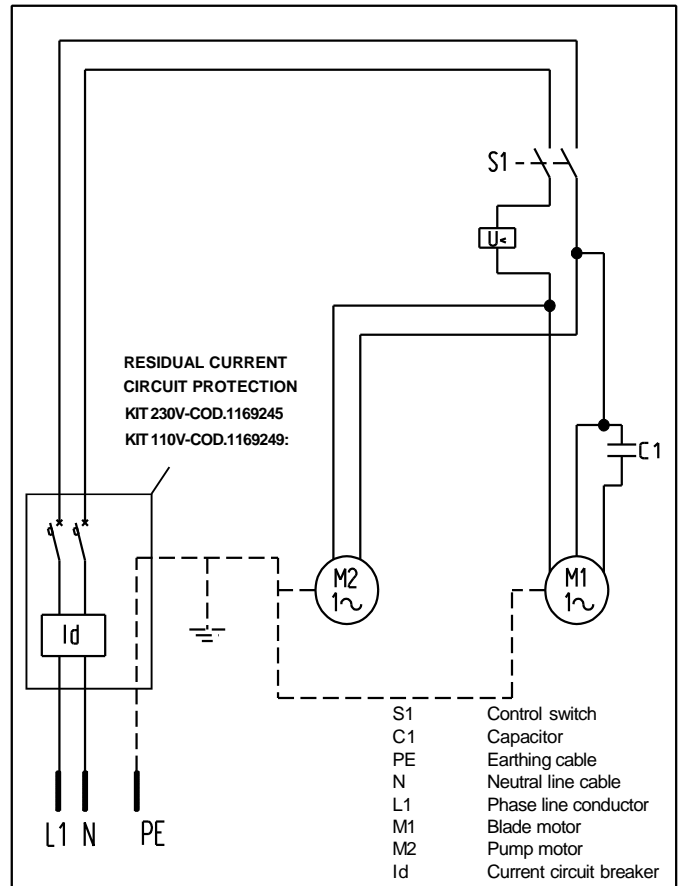 S1
U<
RESIDUAL CURRENT
CIRCUIT PROTECTION
KIT 230V-COD.1169245
KIT 110V-COD.1169249:
C1
M2
1~
M1
1~
Id
L1 N PE
S1 Control switch
C1 Capacitor
PE Earthing cable
N Neutral line cable
L1 Phase line conductor
M1 Blade motor
M2 Pump motor
Id Current circuit breaker